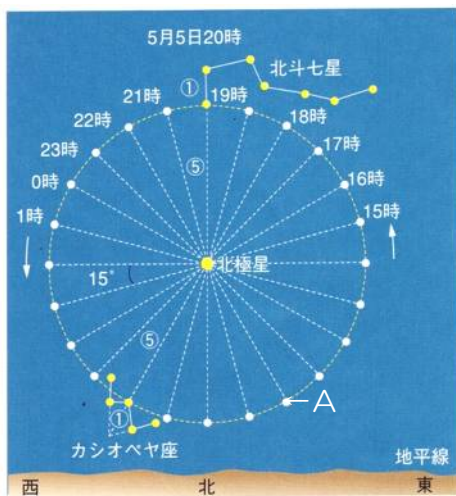 5月5日20時
北斗七星
①
19時
21時
18時
22時
17時
23時
⑤
16時
0時
15時
1時
北極星
15°
⑤
A
①
カシオペヤ座
地平線
西
北
東